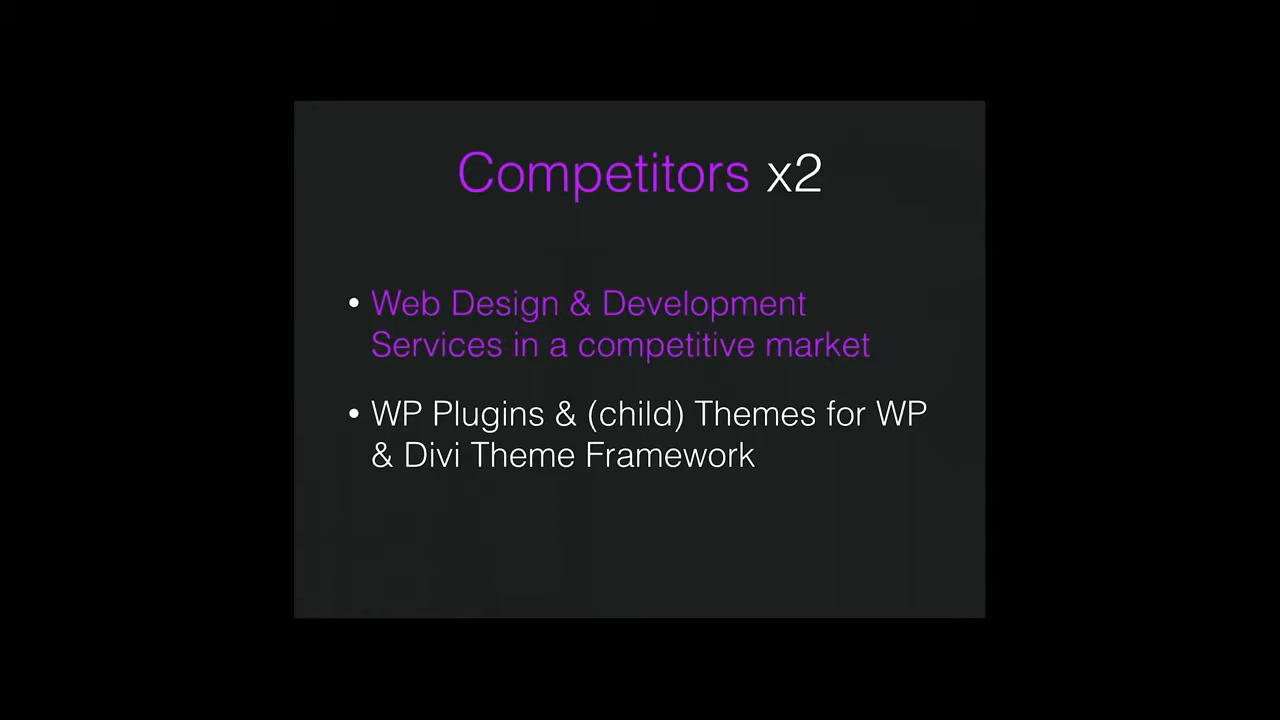 Competitors x2
• Web Design & Development
Services in a competitive market
• WP Plugins & (child) Themes for WP
& Divi Theme Framework